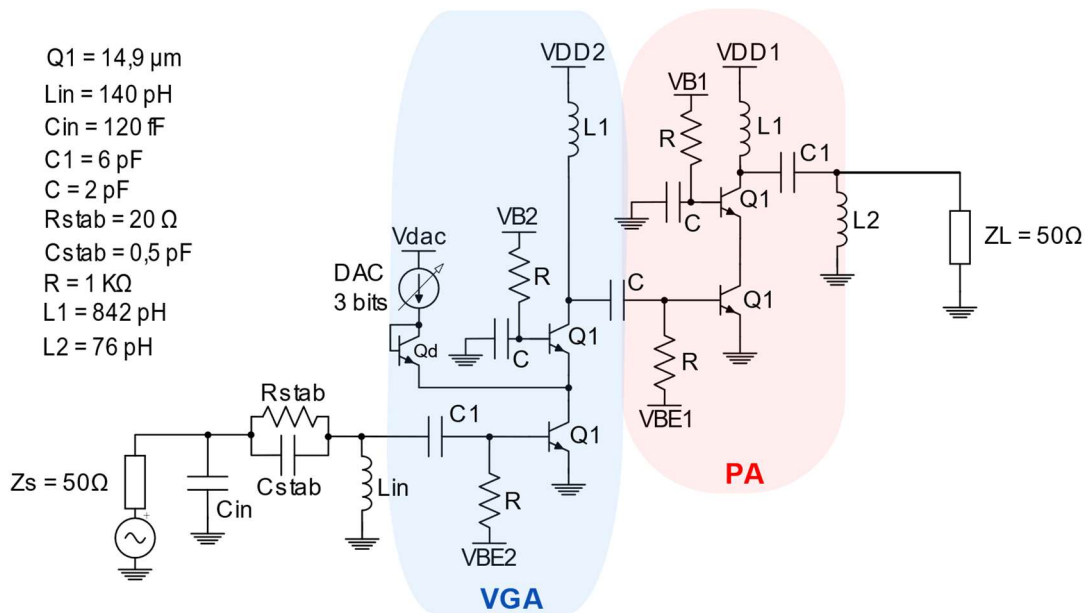 Q1 = 14,9 µm
Lin = 140 pH
Cin = 120 fF
C1 = 6 pF
C = 2 pF
Rstab = 20 Ω
Cstab = 0,5 pF
R = 1 KΩ
L1 = 842 pH
L2 = 76 pH
VDD2
VDD1
VB1
L1
L1
R
C1
Q1
C
VB2
L2
ZL = 50Ω
Vdac
DAC
3 bits
R
C
Q1
Q1
C
Qd
Rstab
R
C1
VBE1
Q1
PA
Zs = 50Ω
+
Cstab
Lin
Cin
R
VBE2
VGA